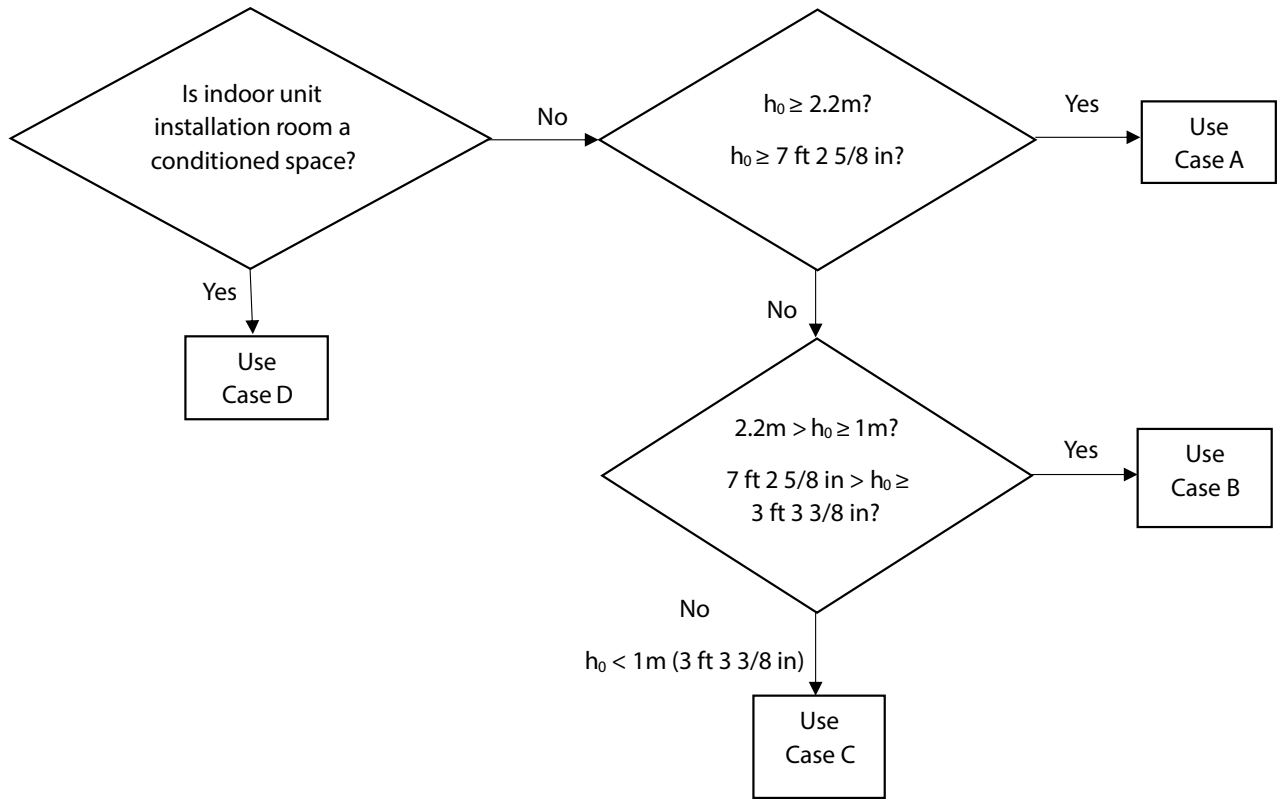 Is indoor unit
installation room a
conditioned space?
No
h₀ ≥ 2.2m?
h₀ ≥ 7 ft 2 5/8 in?
Yes
Use
Case A
Yes
Use
Case D
No
2.2m > h₀ ≥ 1m?
7 ft 2 5/8 in > h₀ ≥
3 ft 3 3/8 in?
Yes
Use
Case B
No
h₀ < 1m (3 ft 3 3/8 in)
Use
Case C